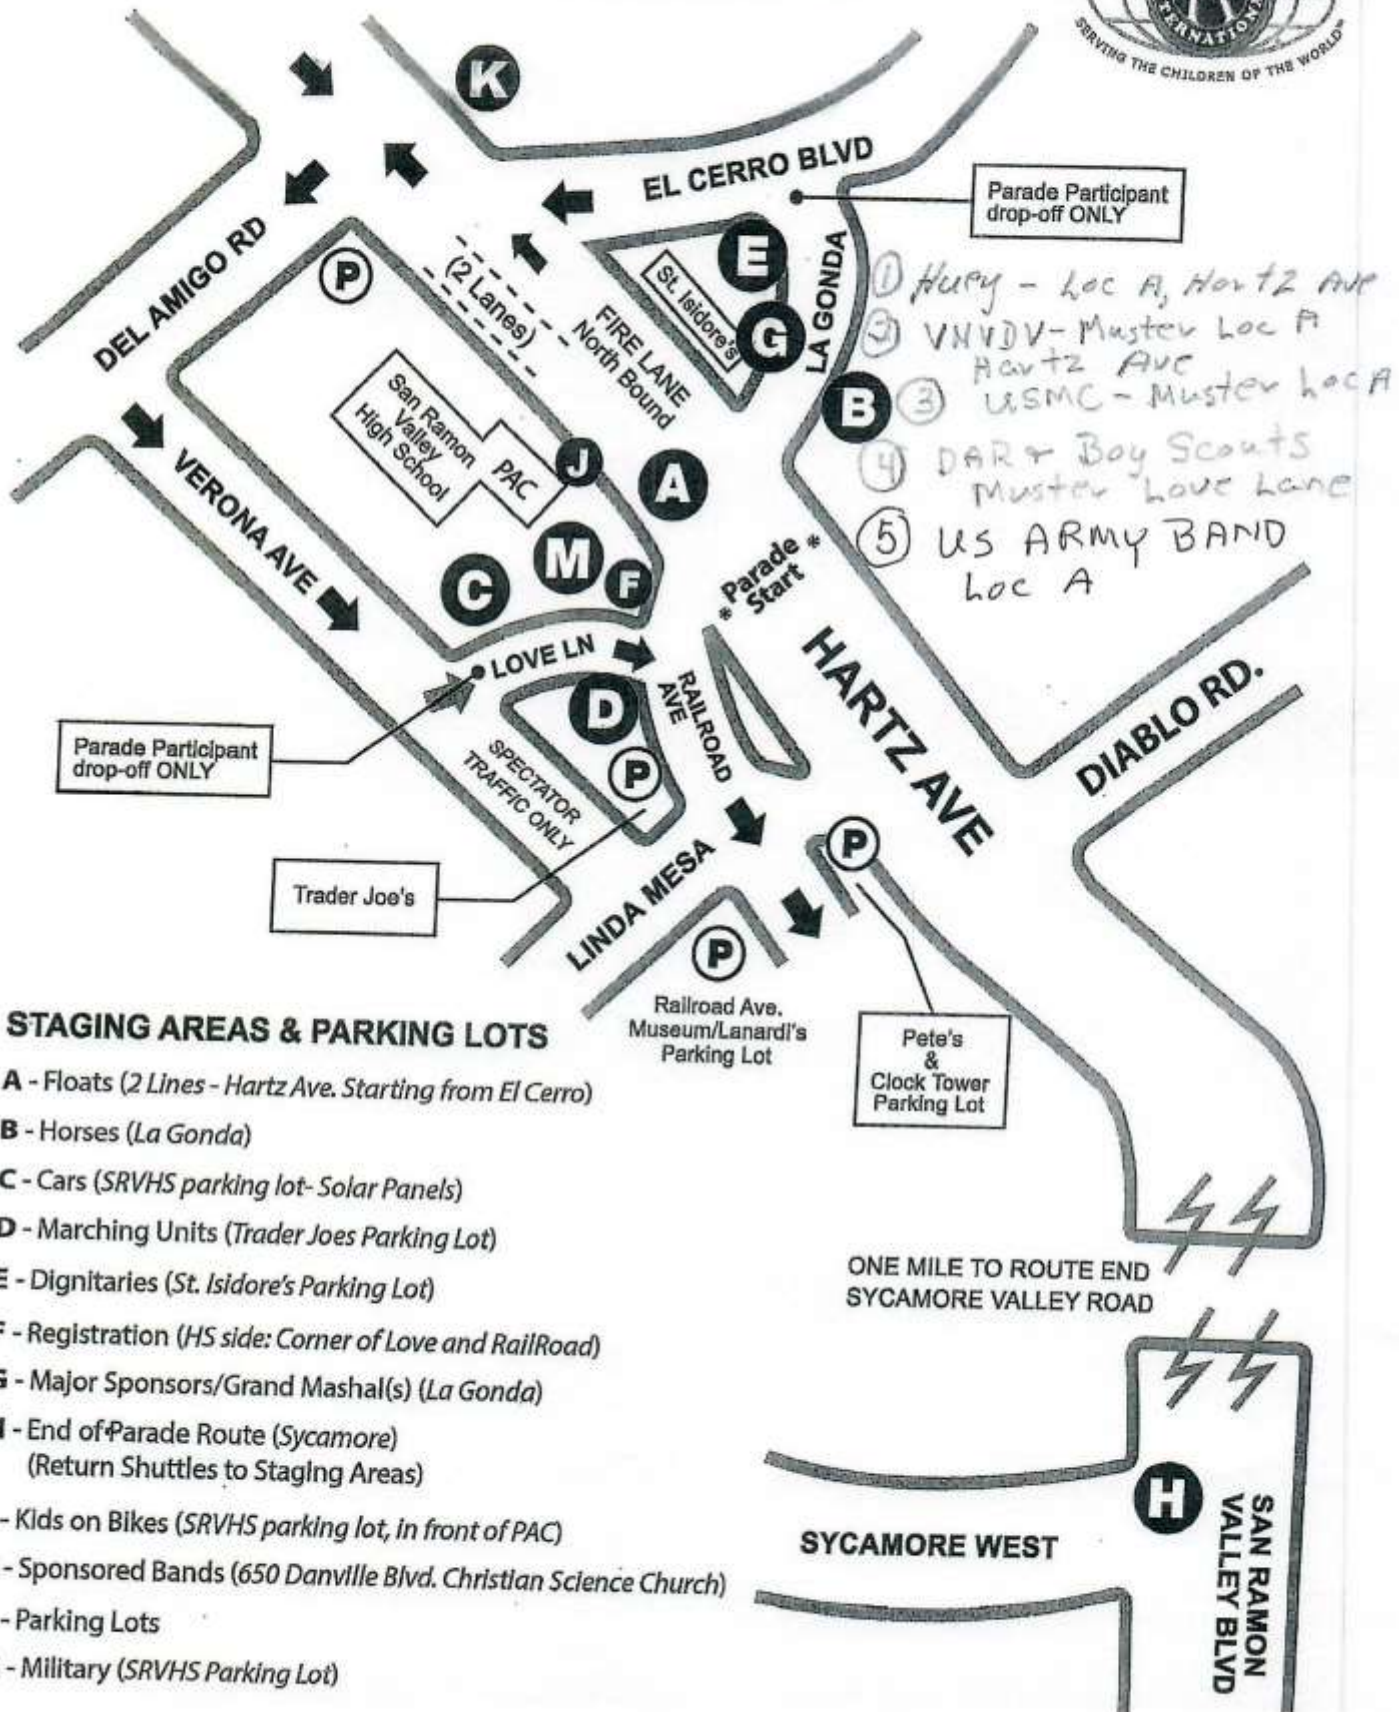 TERNATION
SERVING THE CHILDREN OF THE WORLD™
K
EL CERRO BLVD
Parade Participant
drop-off ONLY
DEL AMIGO RD
P
(2 Lanes)
FIRE LANE
North Bound
St. Isidore's
E
G
LA GONDA
B
① Huey - Loc A, Hartz Ave
② VNVDV- Muster Loc A
Hartz Ave
③ USMC - Muster Loc A
④ DAR + Boy Scouts
Muster Love Lane
⑤ US ARMY BAND
Loc A
San Ramon
Valley
High School
PAC
J
A
M
C
F
VERONA AVE
* Parade *
Start
LOVE LN
D
RAILROAD
AVE
HARTZ AVE
DIABLO RD.
Parade Participant
drop-off ONLY
SPECTATOR
TRAFFIC ONLY
P
Trader Joe's
LINDA MESA
P
P
Railroad Ave.
Museum/Lanardi's
Parking Lot
Pete's
&
Clock Tower
Parking Lot
STAGING AREAS & PARKING LOTS
A - Floats (2 Lines - Hartz Ave. Starting from El Cerro)
B - Horses (La Gonda)
C - Cars (SRVHS parking lot- Solar Panels)
D - Marching Units (Trader Joes Parking Lot)
E - Dignitaries (St. Isidore's Parking Lot)
F - Registration (HS side: Corner of Love and RailRoad)
G - Major Sponsors/Grand Mashal(s) (La Gonda)
H - End of Parade Route (Sycamore)
(Return Shuttles to Staging Areas)
- Kids on Bikes (SRVHS parking lot, in front of PAC)
- Sponsored Bands (650 Danville Blvd. Christian Science Church)
- Parking Lots
- Military (SRVHS Parking Lot)
ONE MILE TO ROUTE END
SYCAMORE VALLEY ROAD
H
SYCAMORE WEST
SAN RAMON
VALLEY BLVD